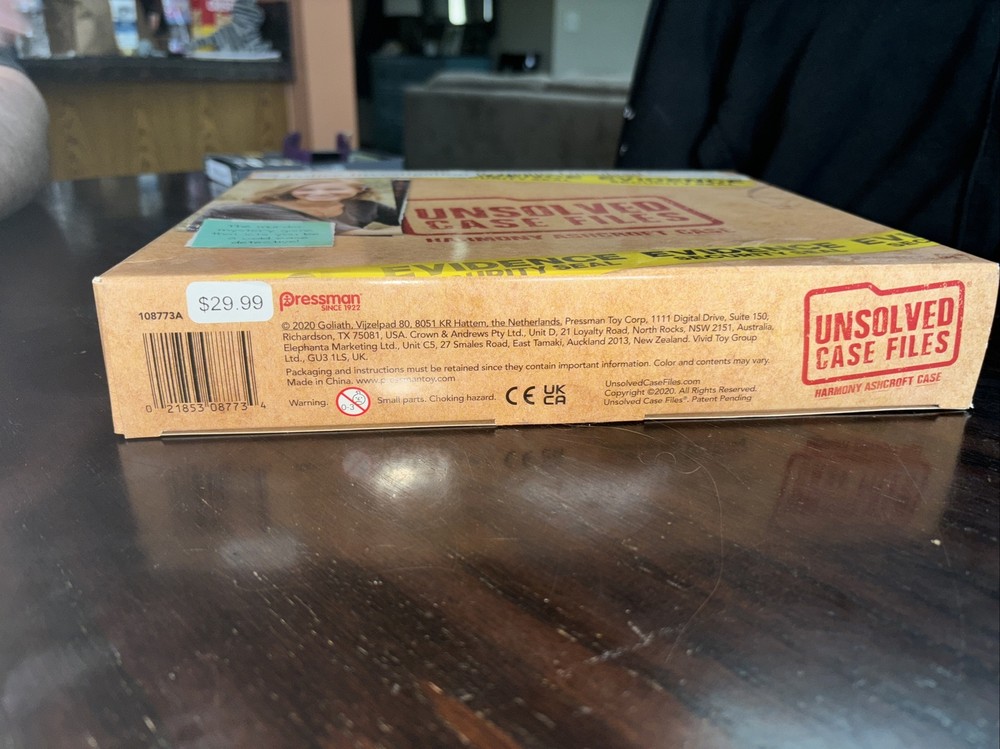 UNSOLVED
CASE FILES
HARMONY ASHCROFT CASE
EVIDENCE EVIDENCE
SECURITY SEAL
108773A
$29.99
Pressman
SINCE 1922
© 2020 Goliath, Vijzelpad 80, 8051 KR Hattem, the Netherlands, Pressman Toy Corp, 1111 Digital Drive, Suite 150,
Richardson, TX 75081, USA. Crown & Andrews Pty Ltd., Unit D, 21 Loyalty Road, North Rocks, NSW 2151, Australia,
Elephanta Marketing Ltd., Unit C5, 27 Smales Road, East Tamaki, Auckland 2013, New Zealand. Vivid Toy Group
Ltd., GU3 1LS, UK.
Packaging and instructions must be retained since they contain important information. Color and contents may vary.
Made in China. www.pressmantoy.com
Warning. 0-3 Small parts. Choking hazard. CE UK
CA
UnsolvedCaseFiles.com
Copyright ©2020. All Rights Reserved.
Unsolved Case Files®. Patent Pending
0 21853 08773 4
UNSOLVED®
CASE FILES
HARMONY ASHCROFT CASE